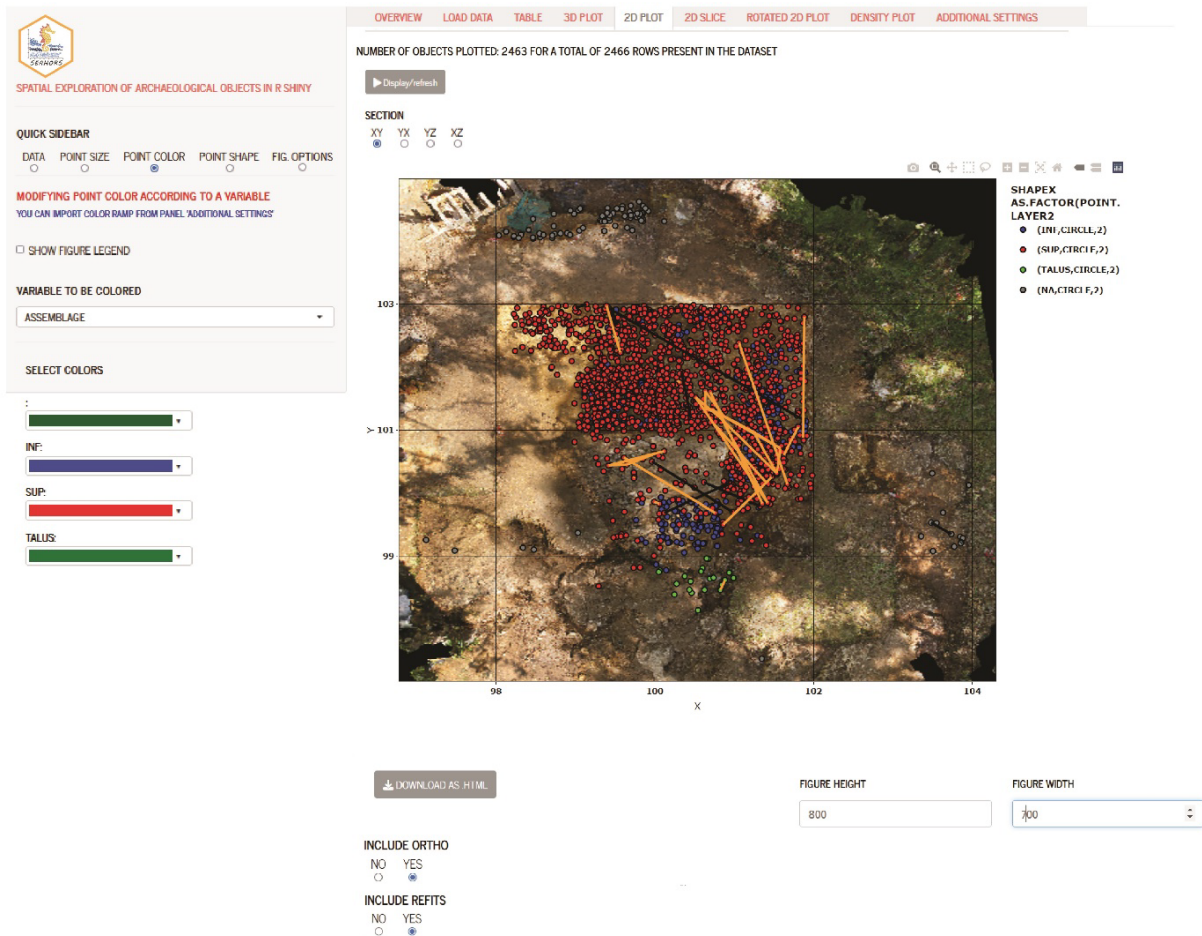 OVERVIEW LOAD DATA TABLE 3D PLOT 2D PLOT 2D SLICE ROTATED 2D PLOT DENSITY PLOT ADDITIONAL SETTINGS
SEAHORS
SPATIAL EXPLORATION OF ARCHAEOLOGICAL OBJECTS IN R SHINY
QUICK SIDEBAR
DATA POINT SIZE POINT COLOR POINT SHAPE FIG. OPTIONS
MODIFYING POINT COLOR ACCORDING TO A VARIABLE
YOU CAN IMPORT COLOR RAMP FROM PANEL 'ADDITIONAL SETTINGS'
SHOW FIGURE LEGEND
VARIABLE TO BE COLORED
ASSEMBLAGE
SELECT COLORS
:
INF:
SUP:
TALUS:
NUMBER OF OBJECTS PLOTTED: 2463 FOR A TOTAL OF 2466 ROWS PRESENT IN THE DATASET
Display/refresh
SECTION
XY YX YZ XZ
SHAPEX
AS.FACTOR(POINT.
LAYER2
(INF,CIRCLE,2)
(SUP,CIRCLE,2)
(TALUS,CIRCLE,2)
(NA,CIRCLE,2)
103
Y 101
99
98 100 102 104
X
DOWNLOAD AS .HTML
FIGURE HEIGHT FIGURE WIDTH
800 700
INCLUDE ORTHO
NO YES
INCLUDE REFITS
NO YES